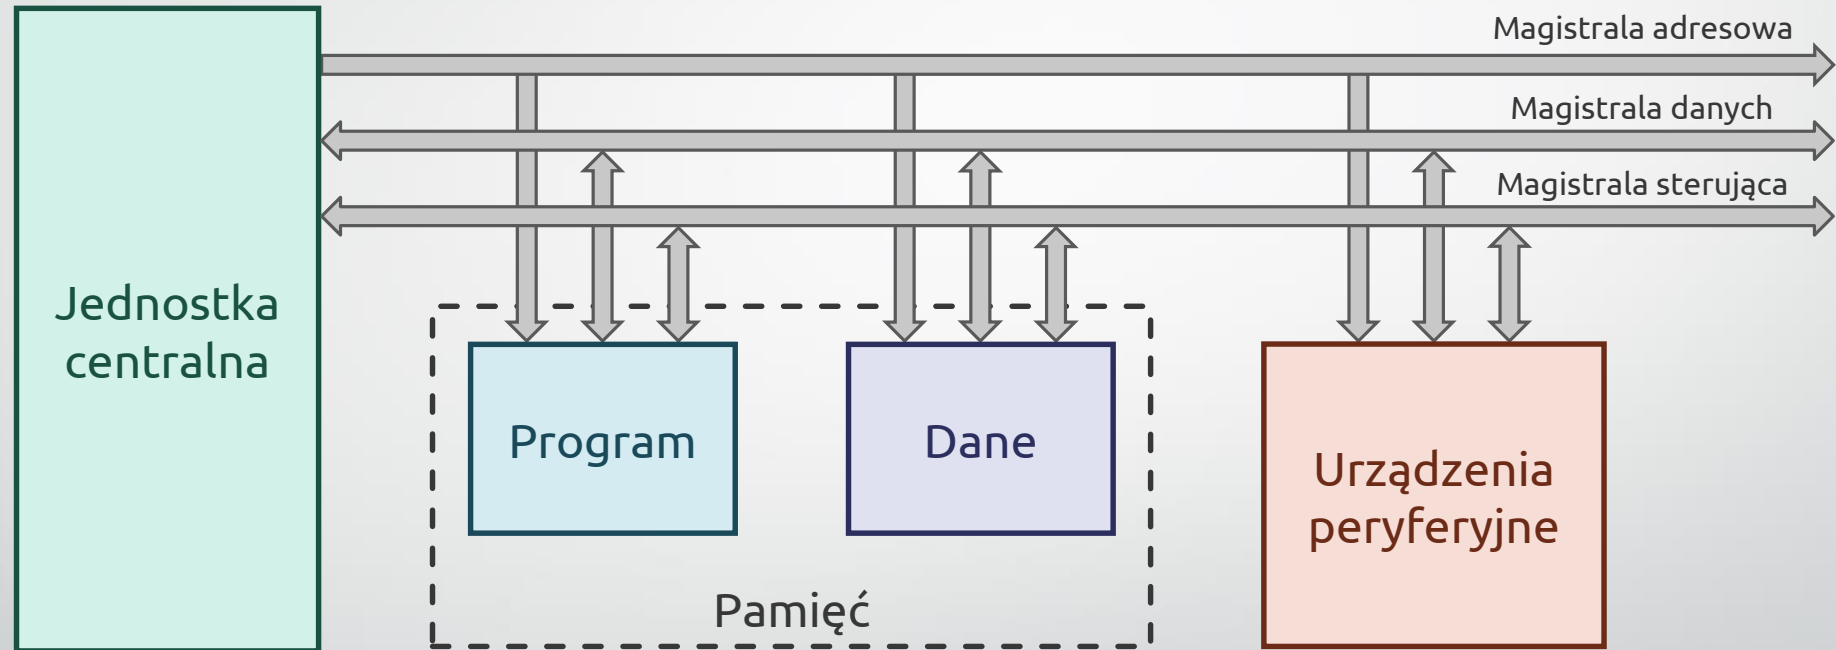 Magistrala adresowa
Magistrala danych
Magistrala sterująca
Jednostka
centralna
Program
Dane
Urządzenia
peryferyjne
Pamięć